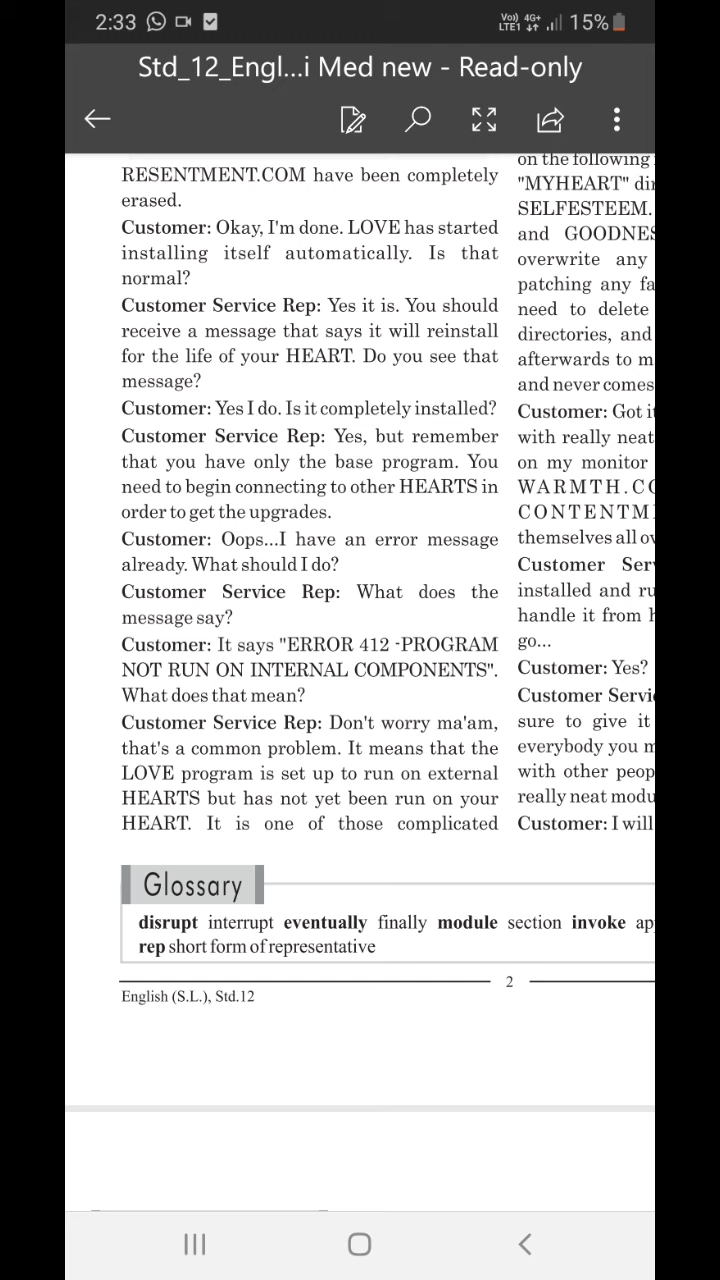 2:33 Vo)) 4G+ LTE1 15%
Std_12_Engl...i Med new - Read-only
RESENTMENT.COM have been completely
erased.
Customer: Okay, I'm done. LOVE has started
installing itself automatically. Is that
normal?
Customer Service Rep: Yes it is. You should
receive a message that says it will reinstall
for the life of your HEART. Do you see that
message?
Customer: Yes I do. Is it completely installed?
Customer Service Rep: Yes, but remember
that you have only the base program. You
need to begin connecting to other HEARTS in
order to get the upgrades.
Customer: Oops...I have an error message
already. What should I do?
Customer Service Rep: What does the
message say?
Customer: It says "ERROR 412 -PROGRAM
NOT RUN ON INTERNAL COMPONENTS".
What does that mean?
Customer Service Rep: Don't worry ma'am,
that's a common problem. It means that the
LOVE program is set up to run on external
HEARTS but has not yet been run on your
HEART. It is one of those complicated
on the following
"MYHEART"
SELFESTEEM.
and
overwrite any
patching any
need to delete
directories, and
afterwards to
and never comes
Customer: Got
with really neat
on my monitor
WARMTH.
themselves all
Customer
installed and
handle it from
go...
Customer: Yes?
Customer
sure to give it
everybody you
with other
really neat
Customer: I will
Glossary
disrupt interrupt eventually finally module section invoke
rep short form of representative
2
English (S.L.), Std.12